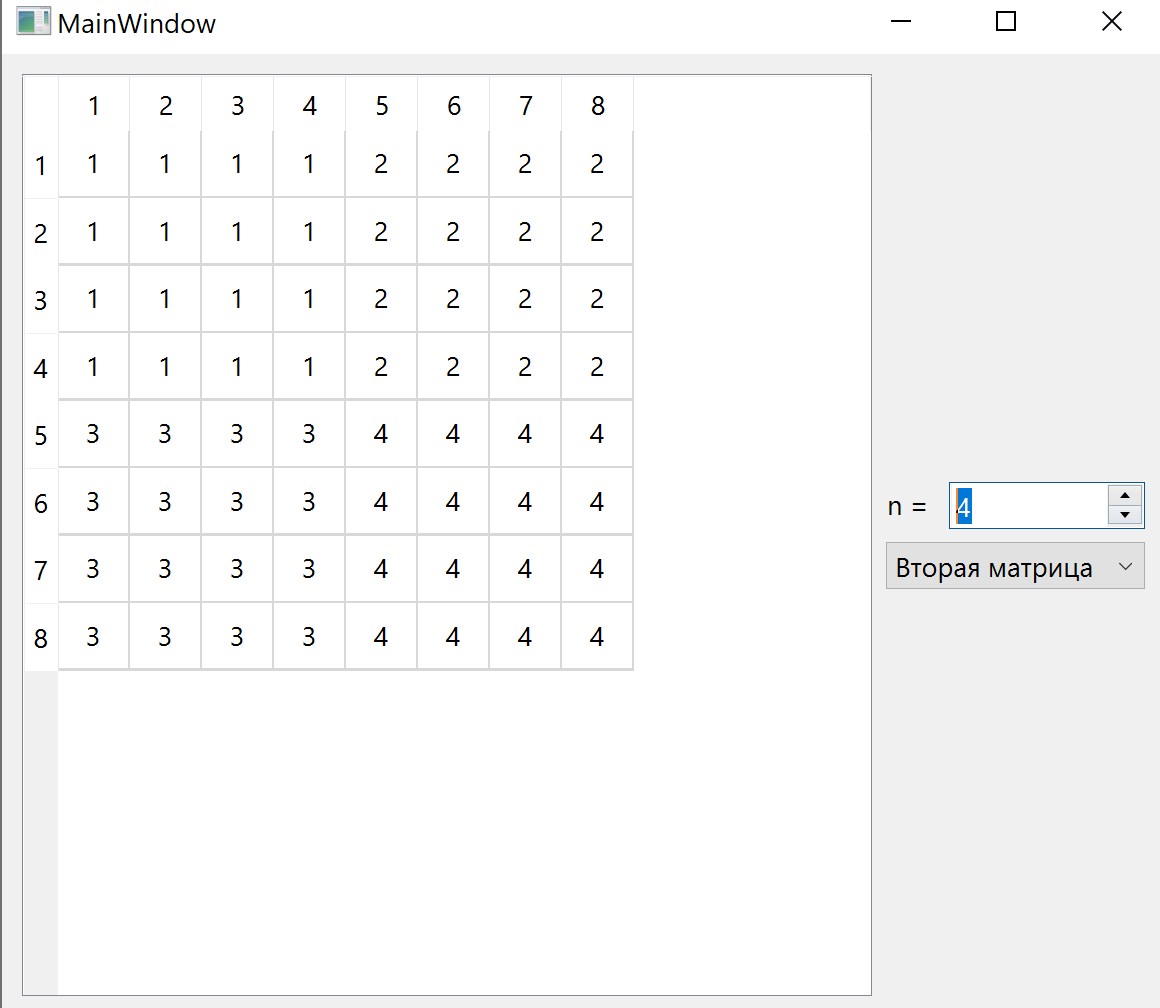 MainWindow
1 2 3 4 5 6 7 8
1 1 1 1 1 2 2 2 2
2 1 1 1 1 2 2 2 2
3 1 1 1 1 2 2 2 2
4 1 1 1 1 2 2 2 2
5 3 3 3 3 4 4 4 4
6 3 3 3 3 4 4 4 4
n = 4
7 3 3 3 3 4 4 4 4
Вторая матрица
8 3 3 3 3 4 4 4 4